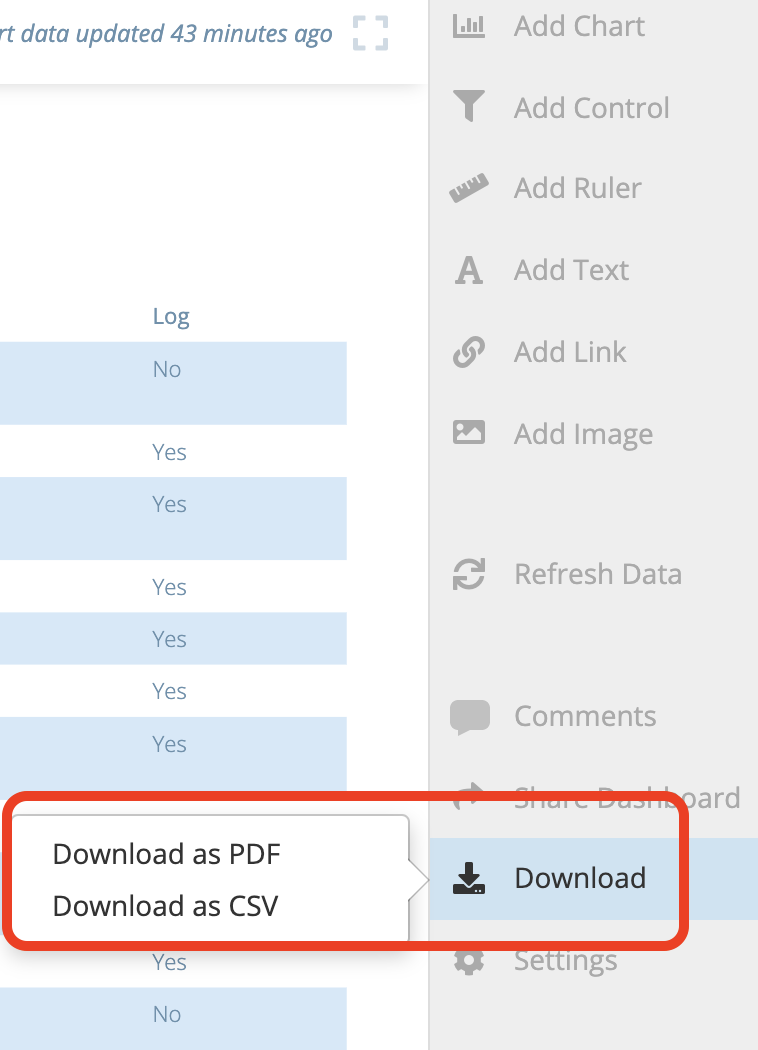 rt data updated 43 minutes ago
Log
No
Yes
Yes
Yes
Yes
Yes
Yes
Download as PDF
Download as CSV
Yes
No
Add Chart
Add Control
Add Ruler
Add Text
Add Link
Add Image
Refresh Data
Comments
Share Dashboard
Download
Settings